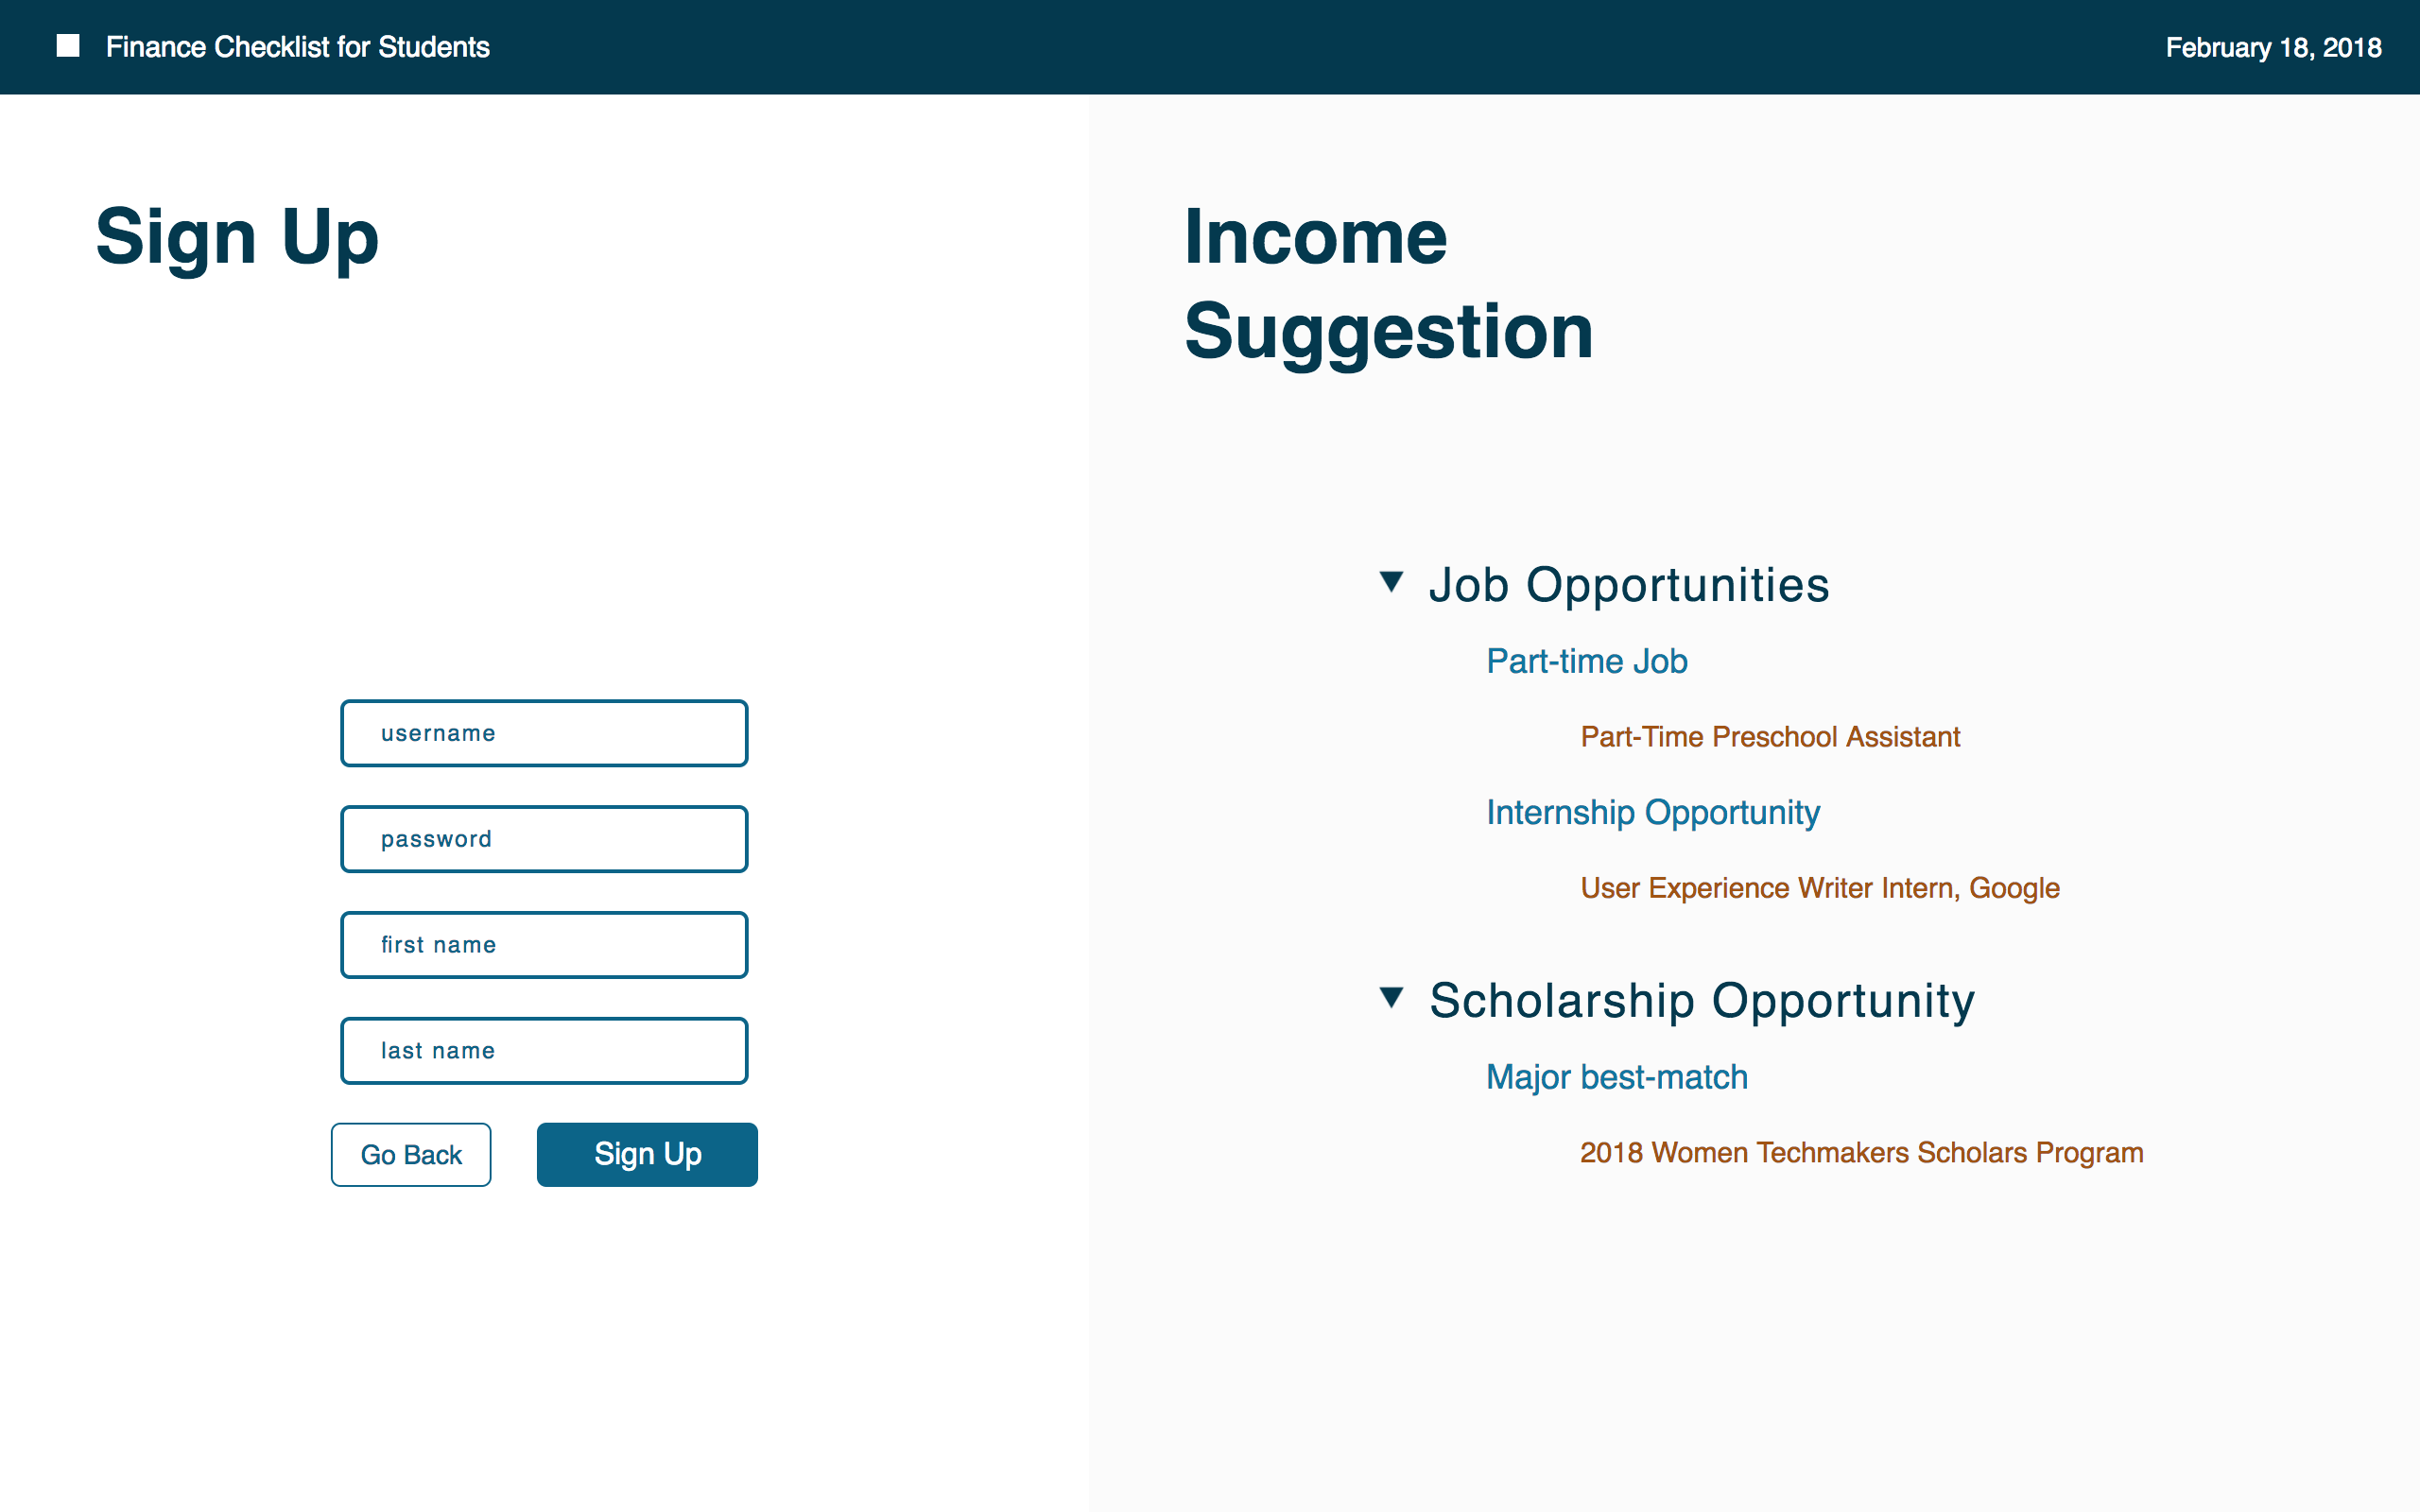 Finance Checklist for Students
February 18, 2018
Sign Up
username
password
first name
last name
Go Back
Sign Up
Income
Suggestion
Job Opportunities
Part-time Job
Part-Time Preschool Assistant
Internship Opportunity
User Experience Writer Intern, Google
Scholarship Opportunity
Major best-match
2018 Women Techmakers Scholars Program